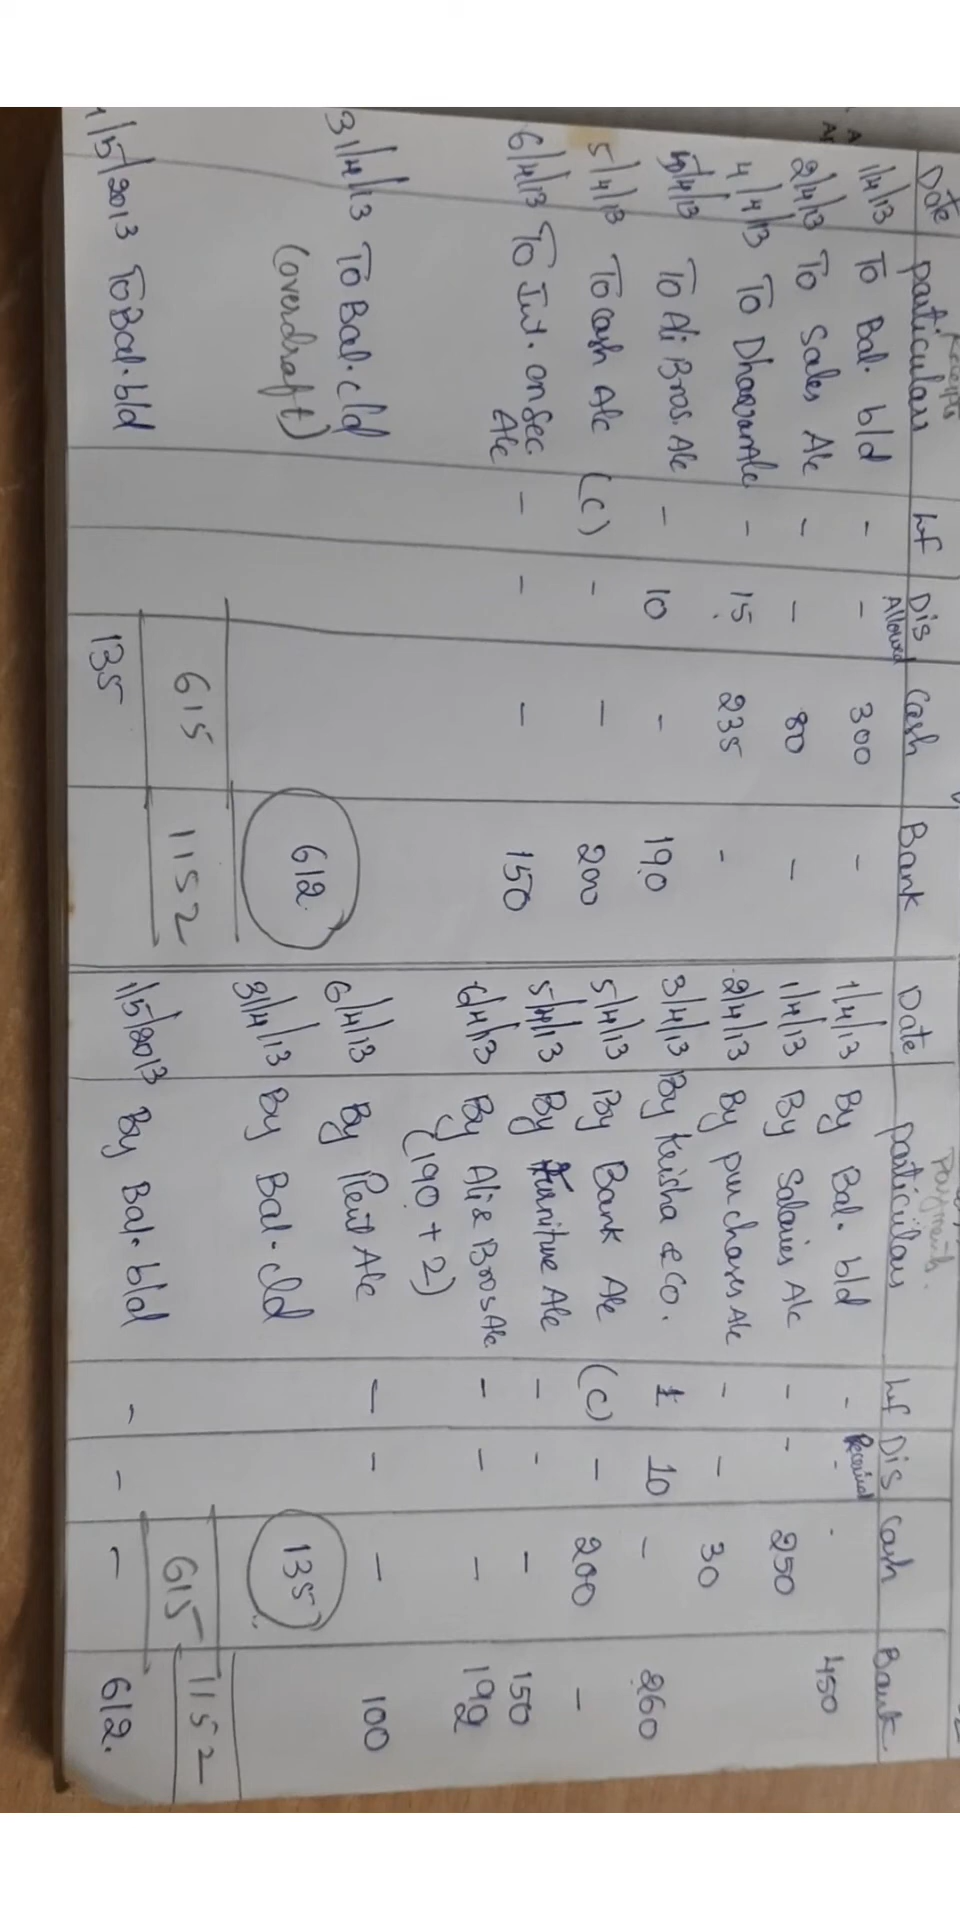 Receipts
Payments.
Date Particulars L.f Dis Allowed Cash Bank Date Particulars L.f Dis Received Cash Bank
1/4/13 To Bal. b/d - - 300 - 1/4/13 By Bal. b/d - - - 450
2/4/13 To Sales A/c - - 80 - 1/4/13 By Salaries A/c - - 250
4/4/13 To Dharram A/c - 15 235 - 2/4/13 By purchases A/c - - 30
5/4/13 To Ali Bros. A/c - 10 - 190 3/4/13 By Krisha & Co. 1 10 - 260
5/4/13 To Cash A/c (C) - - 200 5/4/13 By Bank A/c (C) - 200 -
6/4/13 To Int. on Sec. A/c - - - 150 5/4/13 By Furniture A/c - - - 150
6/4/13 By Ali & Bros A/c - - - 192
(190 + 2)
31/4/13 To Bal. c/d 6/4/13 By Rent A/c - - - 100
(overdraft) 612 31/4/13 By Bal. c/d 135
615 1152 615 1152
1/5/2013 To Bal. b/d 135 1/5/2013 By Bal. b/d - - - 612.